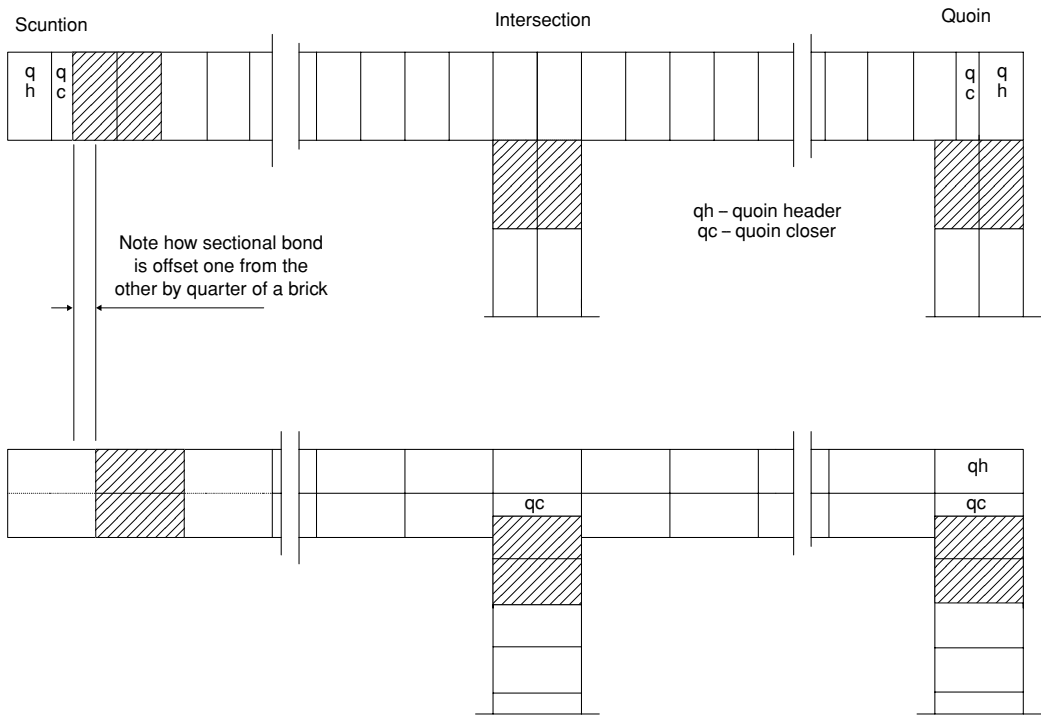 Scuntion
Intersection
Quoin
q
h
q
c
q
c
q
h
qh – quoin header
qc – quoin closer
Note how sectional bond
is offset one from the
other by quarter of a brick
qh
qc
qc